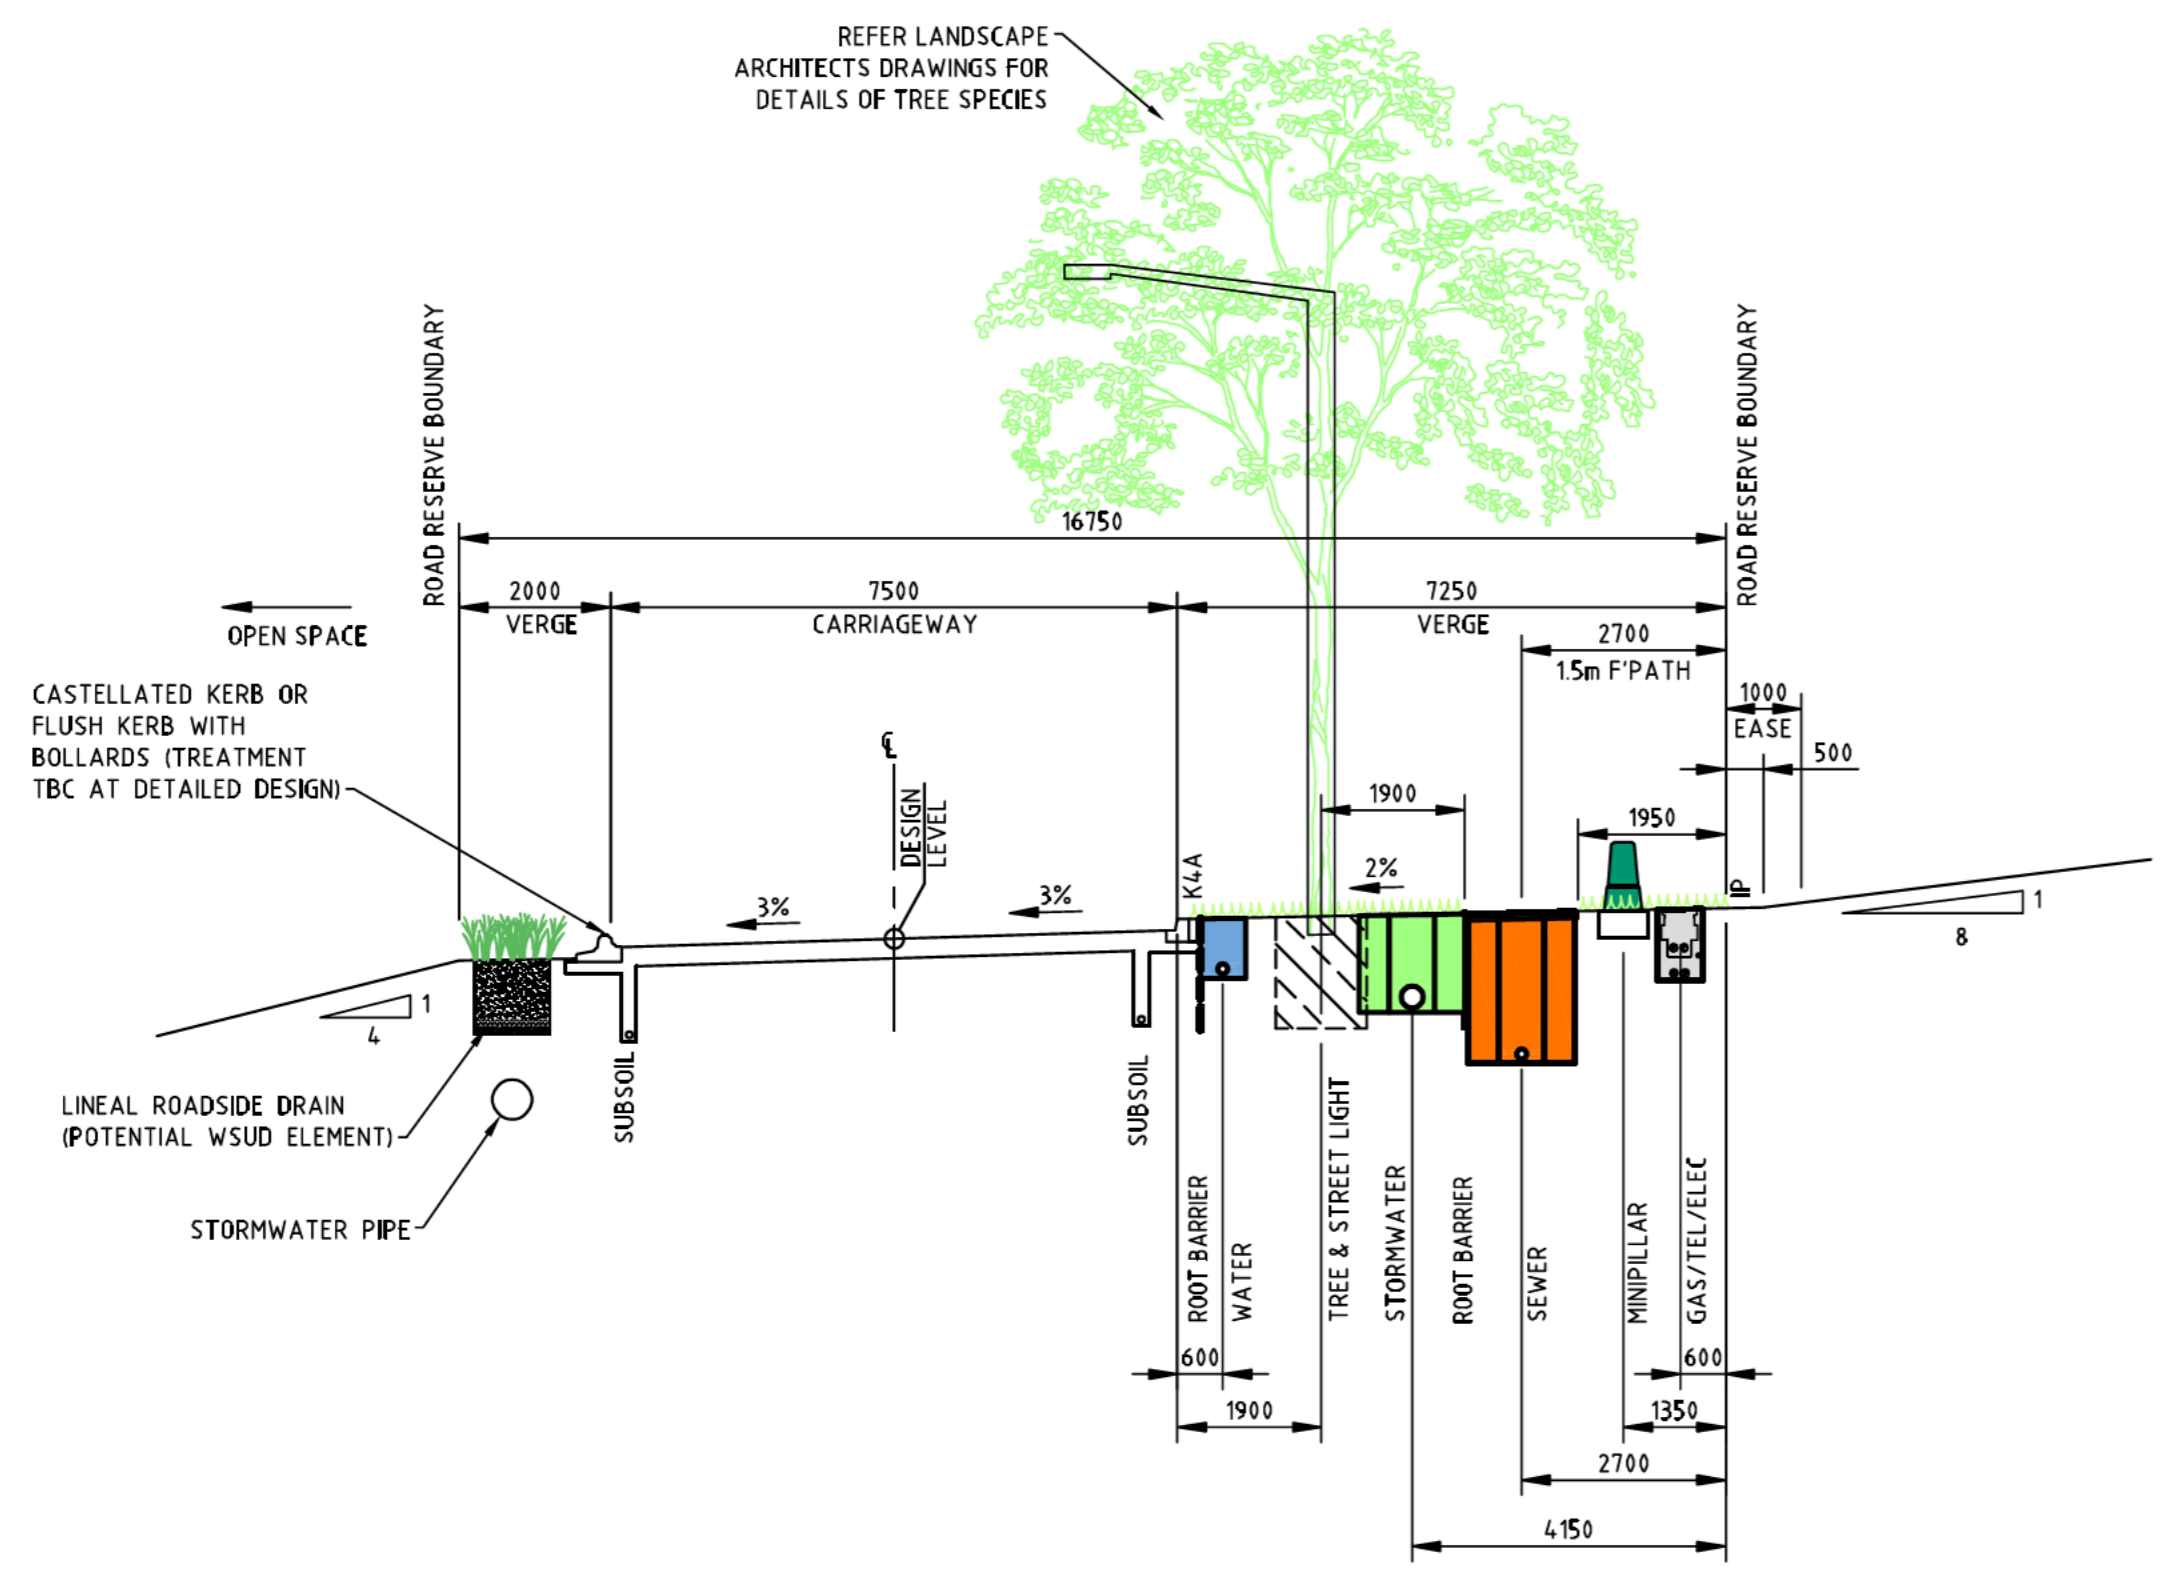 REFER LANDSCAPE
ARCHITECTS DRAWINGS FOR
DETAILS OF TREE SPECIES
ROAD RESERVE BOUNDARY
ROAD RESERVE BOUNDARY
16750
2000
7500
7250
VERGE
CARRIAGEWAY
VERGE
OPEN SPACE
2700
1.5m F'PATH
1000
EASE
500
CASTELLATED KERB OR
FLUSH KERB WITH
BOLLARDS (TREATMENT
TBC AT DETAILED DESIGN)
℄
DESIGN
LEVEL
1900
1950
K4A
2%
IP
3%
3%
1
8
1
4
SUBSOIL
SUBSOIL
LINEAL ROADSIDE DRAIN
(POTENTIAL WSUD ELEMENT)
STORMWATER PIPE
ROOT BARRIER
WATER
TREE & STREET LIGHT
STORMWATER
ROOT BARRIER
SEWER
MINIPILLAR
GAS/TEL/ELEC
600
600
1900
1350
2700
4150